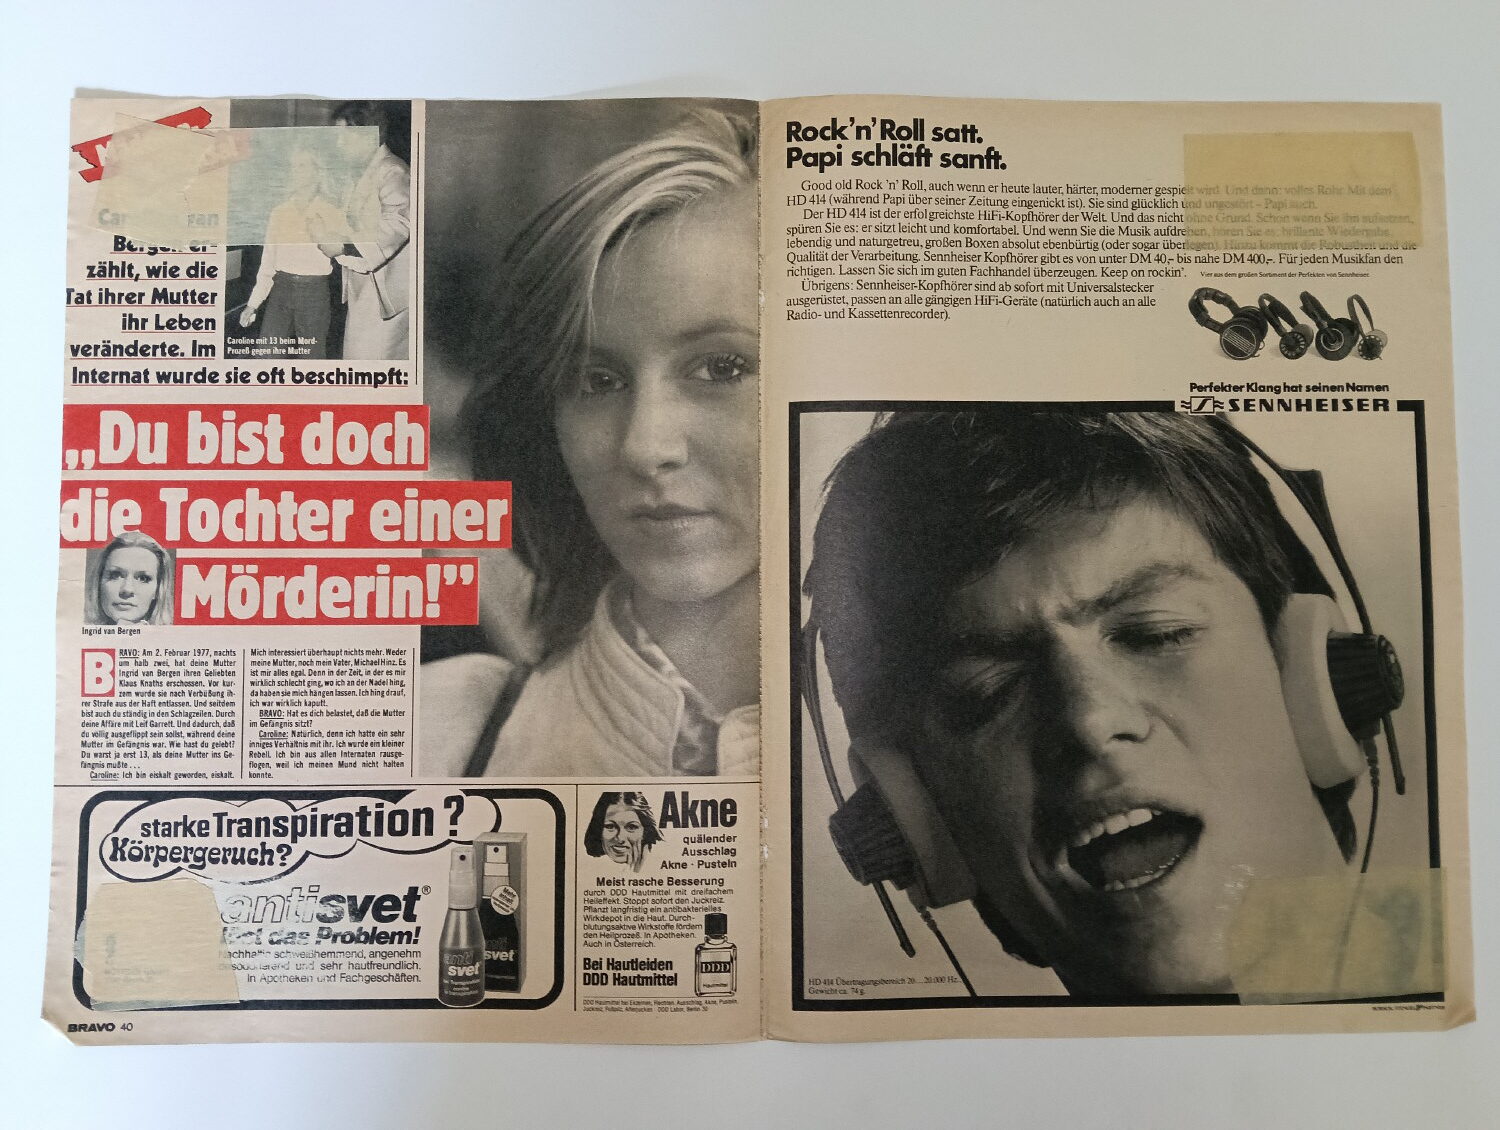 Bergen er-
zählt, wie die
Tat ihrer Mutter
ihr Leben
veränderte. Im
Internat wurde sie oft beschimpft:
Caroline mit 13 beim Mord-
Prozeß gegen ihre Mutter
„Du bist doch
die Tochter einer
Mörderin!”
Ingrid van Bergen
BRAVO: Am 2. Februar 1977, nachts
um halb zwei, hat deine Mutter
Ingrid van Bergen ihren Geliebten
Klaus Knaths erschossen. Vor kur-
zem wurde sie nach Verbüßung ih-
rer Strafe aus der Haft entlassen. Und seitdem
bist auch du ständig in den Schlagzeilen. Durch
deine Affäre mit Leif Garrett. Und dadurch, daß
du völlig ausgeflippt sein sollst, während deine
Mutter im Gefängnis war. Wie hast du gelebt?
Du warst ja erst 13, als deine Mutter ins Ge-
fängnis mußte . . .
Caroline: Ich bin eiskalt geworden, eiskalt.
Mich interessiert überhaupt nichts mehr. Weder
meine Mutter, noch mein Vater, Michael Hinz. Es
ist mir alles egal. Denn in der Zeit, in der es mir
wirklich schlecht ging, wo ich an der Nadel hing,
da haben sie mich hängen lassen. Ich hing drauf,
ich war wirklich kaputt.
BRAVO: Hat es dich belastet, daß die Mutter
im Gefängnis sitzt?
Caroline: Natürlich, denn ich hatte ein sehr
inniges Verhältnis mit ihr. Ich wurde ein kleiner
Rebell. Ich bin aus allen Internaten rausge-
flogen, weil ich meinen Mund nicht halten
konnte.
starke Transpiration?
Körpergeruch?
antisvet®
löst das Problem!
Nachhaltig schweißhemmend, angenehm
desodorierend und sehr hautfreundlich.
In Apotheken und Fachgeschäften.
anti
svet
svet
Akne
quälender
Ausschlag
Akne · Pusteln
Meist rasche Besserung
durch DDD Hautmittel mit dreifachem
Heileffekt. Stoppt sofort den Juckreiz.
Pflanzt langfristig ein antibakterielles
Wirkdepot in die Haut. Durch-
blutungsaktive Wirkstoffe fördern
den Heilprozeß. In Apotheken.
Auch in Österreich.
Bei Hautleiden
DDD Hautmittel
DDD
Hautmittel
BRAVO 40
Rock’n’Roll satt.
Papi schläft sanft.
Good old Rock ’n’ Roll, auch wenn er heute lauter, härter, moderner gespielt wird. Und dann: volles Rohr. Mit dem
HD 414 (während Papi über seiner Zeitung eingenickt ist). Sie sind glücklich und ungestört – Papi auch.
Der HD 414 ist der erfolgreichste HiFi-Kopfhörer der Welt. Und das nicht ohne Grund. Schon wenn Sie ihn aufsetzen,
spüren Sie es: er sitzt leicht und komfortabel. Und wenn Sie die Musik aufdrehen, hören Sie es: brillante Wiedergabe,
lebendig und naturgetreu, großen Boxen absolut ebenbürtig (oder sogar überlegen). Hinzu kommt die Robustheit und die
Qualität der Verarbeitung. Sennheiser Kopfhörer gibt es von unter DM 40,– bis nahe DM 400,–. Für jeden Musikfan den
richtigen. Lassen Sie sich im guten Fachhandel überzeugen. Keep on rockin’.
Vier aus dem großen Sortiment der Perfekten von Sennheiser.
Übrigens: Sennheiser-Kopfhörer sind ab sofort mit Universalstecker
ausgerüstet, passen an alle gängigen HiFi-Geräte (natürlich auch an alle
Radio- und Kassettenrecorder).
Perfekter Klang hat seinen Namen
SENNHEISER
HD 414 Übertragungsbereich 20....20.000 Hz.
Gewicht ca. 74 g.